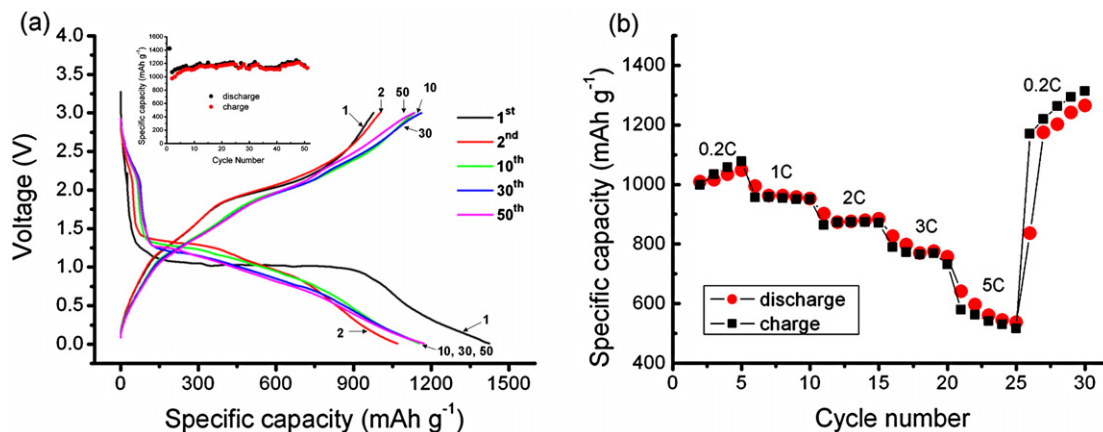 (a)
4.0
3.5
3.0
2.5
2.0
1.5
1.0
0.5
0.0
Voltage (V)
0 300 600 900 1200 1500
Specific capacity (mAh g⁻¹)
1600
1400
1200
1000
800
600
400
200
0
Specific capacity (mAh g⁻¹)
discharge
charge
0 10 20 30 40 50
Cycle Number
1 2 50 10
30
1st
2nd
10th
30th
50th
1
2
10, 30, 50
(b)
1400
1200
1000
800
600
400
Specific capacity (mAh g⁻¹)
0.2C
1C
2C
3C
5C
0.2C
discharge
charge
0 5 10 15 20 25 30
Cycle number